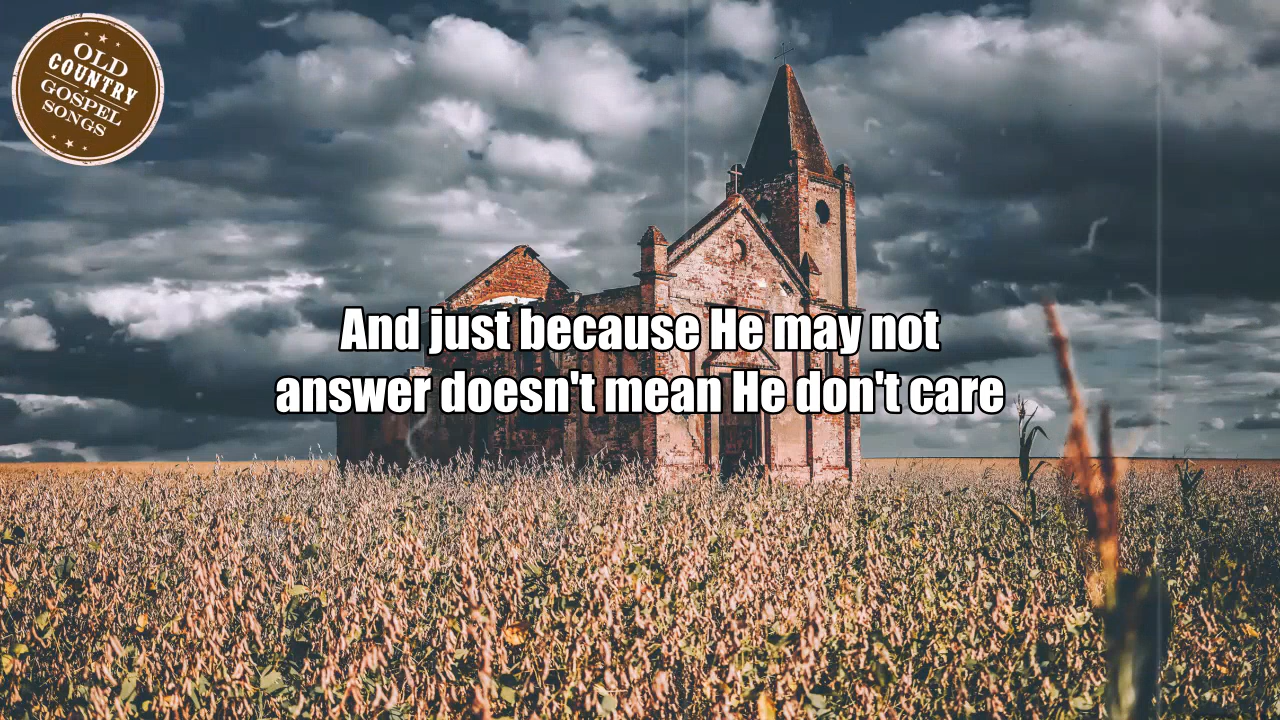 OLD
COUNTRY
GOSPEL
SONGS
And just because He may not
answer doesn't mean He don't care